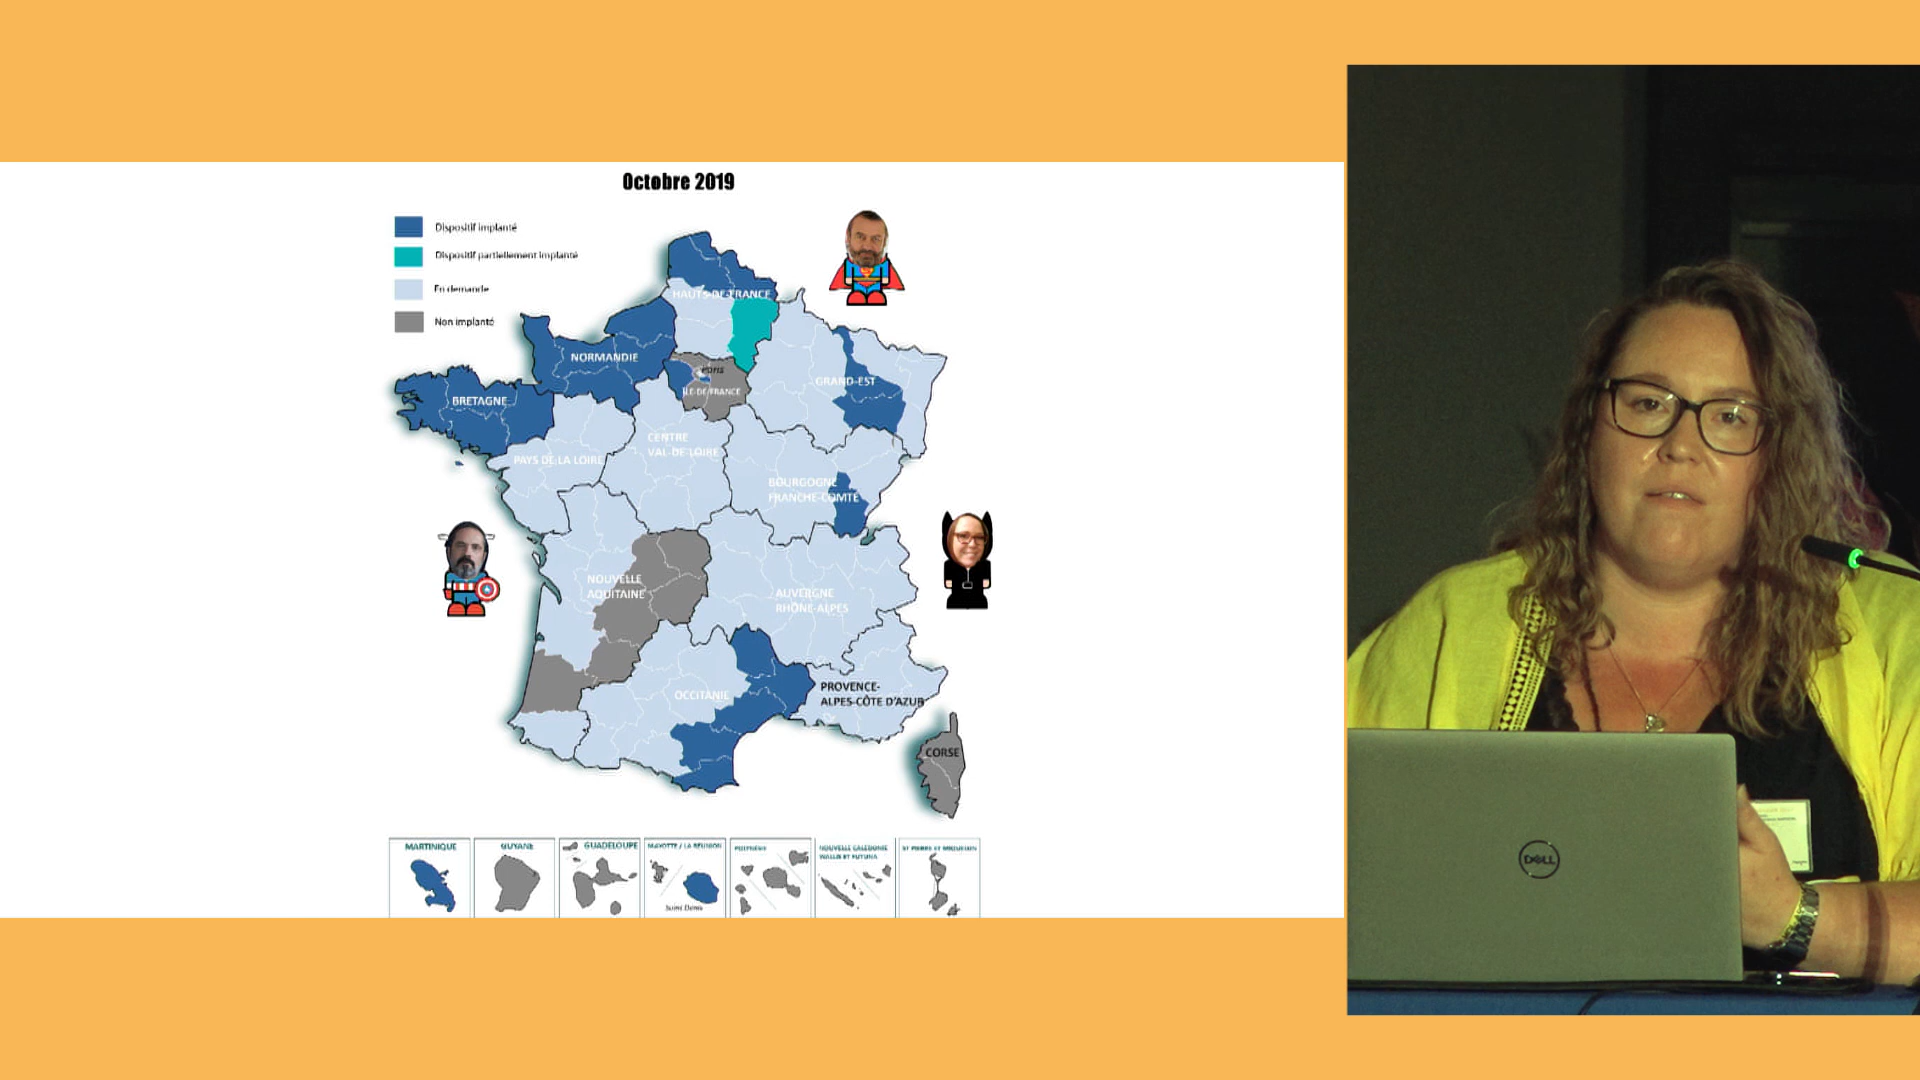 Octobre 2019
Dispositif implanté
Dispositif partiellement implanté
En demande
Non implanté
HAUTS-DE-FRANCE
NORMANDIE
Paris
ÎLE-DE-FRANCE
GRAND-EST
BRETAGNE
CENTRE
VAL-DE-LOIRE
PAYS DE LA LOIRE
BOURGOGNE
FRANCHE-COMTÉ
NOUVELLE
AQUITAINE
AUVERGNE
RHÔNE-ALPES
OCCITANIE
PROVENCE-
ALPES-CÔTE D'AZUR
CORSE
MARTINIQUE
GUYANE
GUADELOUPE
MAYOTTE / LA RÉUNION
Saint Denis
POLYNÉSIE
NOUVELLE CALÉDONIE
WALLIS ET FUTUNA
ST PIERRE ET MIQUELON
DELL